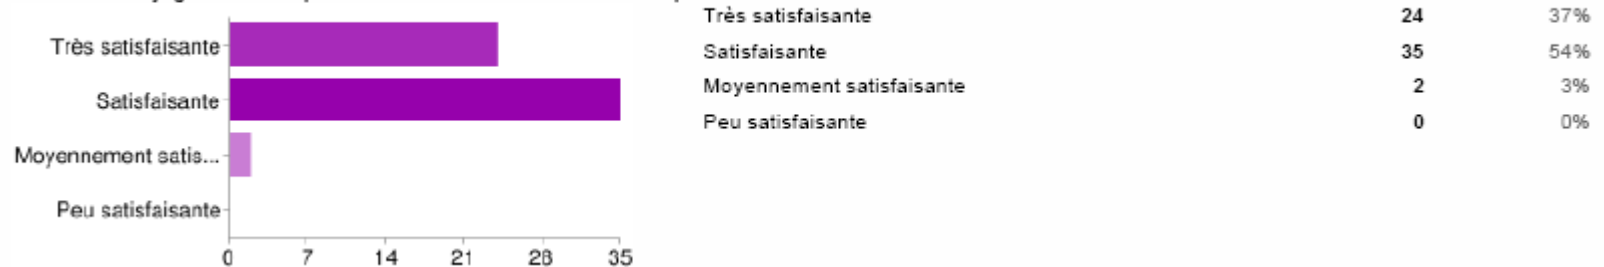 Très satisfaisante
Satisfaisante
Moyennement satis...
Peu satisfaisante
0 7 14 21 28 35
Très satisfaisante 24 37%
Satisfaisante 35 54%
Moyennement satisfaisante 2 3%
Peu satisfaisante 0 0%